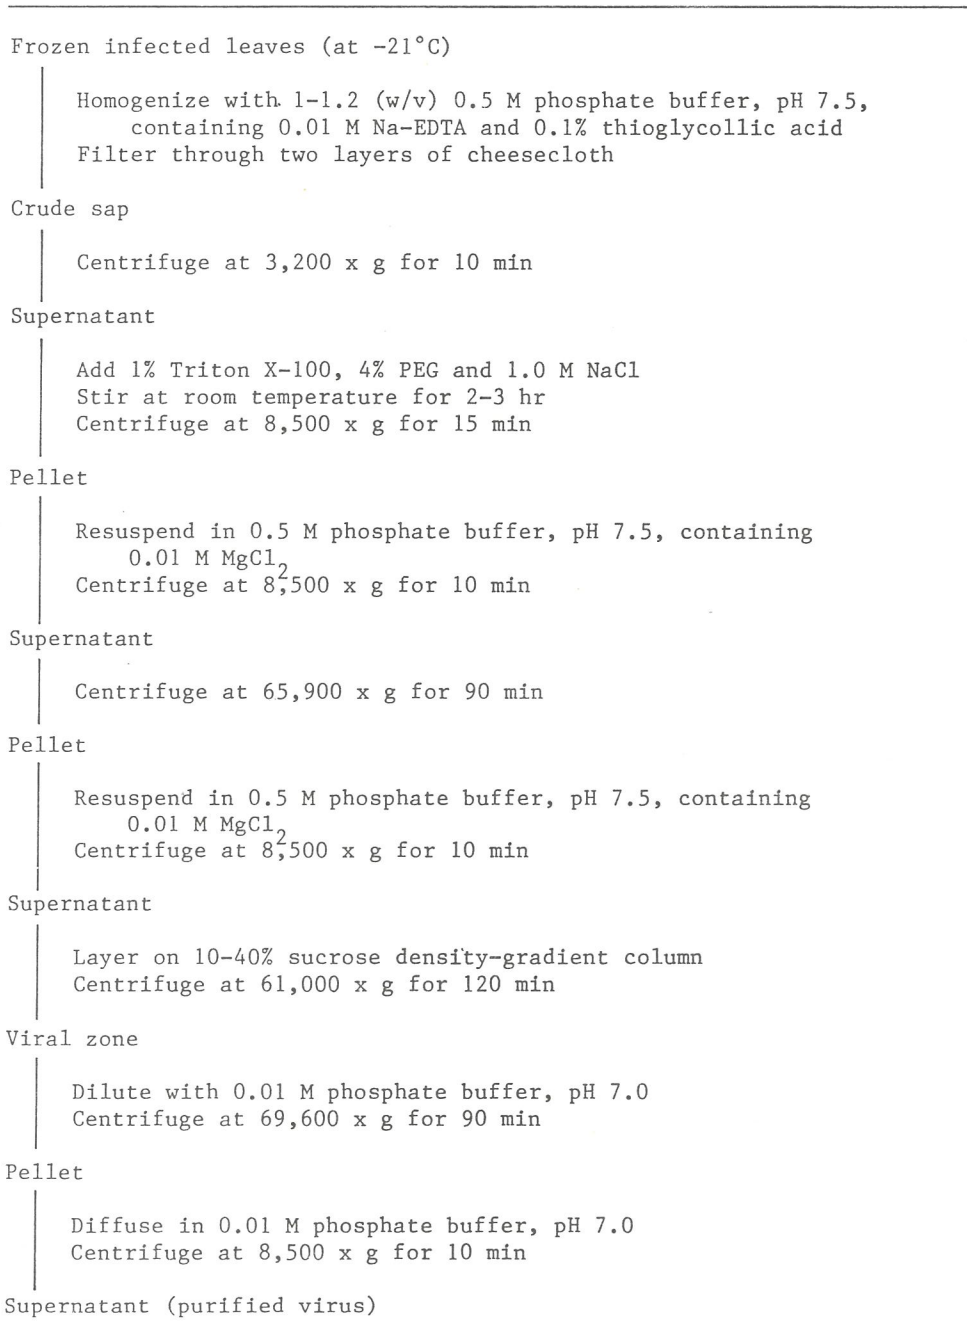 Frozen infected leaves (at -21°C)
Homogenize with 1-1.2 (w/v) 0.5 M phosphate buffer, pH 7.5,
containing 0.01 M Na-EDTA and 0.1% thioglycollic acid
Filter through two layers of cheesecloth
Crude sap
Centrifuge at 3,200 x g for 10 min
Supernatant
Add 1% Triton X-100, 4% PEG and 1.0 M NaCl
Stir at room temperature for 2-3 hr
Centrifuge at 8,500 x g for 15 min
Pellet
Resuspend in 0.5 M phosphate buffer, pH 7.5, containing
0.01 M MgCl₂
Centrifuge at 8,500 x g for 10 min
Supernatant
Centrifuge at 65,900 x g for 90 min
Pellet
Resuspend in 0.5 M phosphate buffer, pH 7.5, containing
0.01 M MgCl₂
Centrifuge at 8,500 x g for 10 min
Supernatant
Layer on 10-40% sucrose density-gradient column
Centrifuge at 61,000 x g for 120 min
Viral zone
Dilute with 0.01 M phosphate buffer, pH 7.0
Centrifuge at 69,600 x g for 90 min
Pellet
Diffuse in 0.01 M phosphate buffer, pH 7.0
Centrifuge at 8,500 x g for 10 min
Supernatant (purified virus)